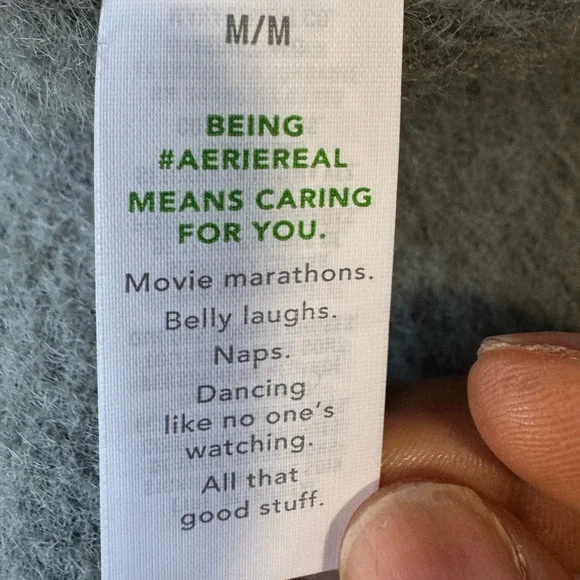 M/M
BEING
#AERIEREAL
MEANS CARING
FOR YOU.
Movie marathons.
Belly laughs.
Naps.
Dancing
like no one's
watching.
All that
good stuff.